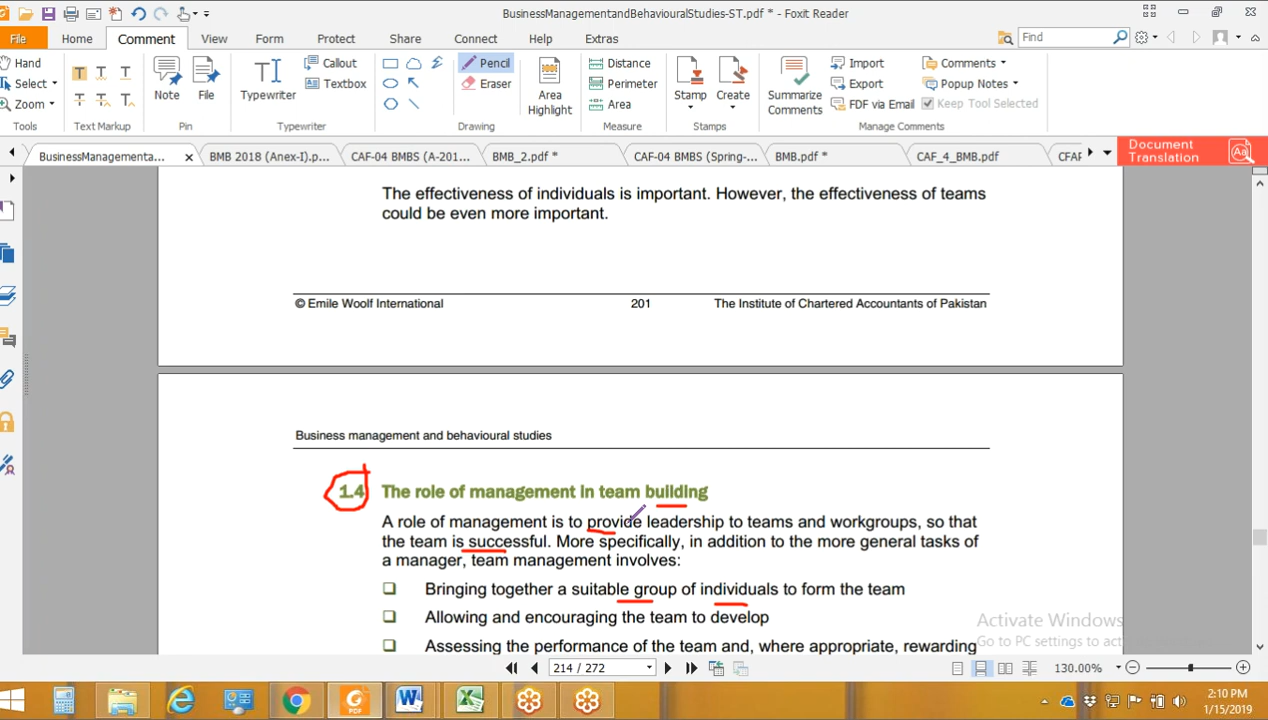 BusinessManagementandBehaviouralStudies-ST.pdf * - Foxit Reader
File Home Comment View Form Protect Share Connect Help Extras Find
Hand Select Zoom Tools
Text Markup
Note File Pin
Typewriter Callout Textbox Typewriter
Pencil Eraser Drawing
Area Highlight
Distance Perimeter Area Measure
Stamp Create Stamps
Summarize Comments Import Export FDF via Email Comments Popup Notes Keep Tool Selected Manage Comments
BusinessManagementa... BMB 2018 (Anex-I).p... CAF-04 BMBS (A-201... BMB_2.pdf * CAF-04 BMBS (Spring-... BMB.pdf * CAF_4_BMB.pdf CFAF
Document Translation
The effectiveness of individuals is important. However, the effectiveness of teams
could be even more important.
© Emile Woolf International 201 The Institute of Chartered Accountants of Pakistan
Business management and behavioural studies
1.4 The role of management in team building
A role of management is to provide leadership to teams and workgroups, so that
the team is successful. More specifically, in addition to the more general tasks of
a manager, team management involves:
Bringing together a suitable group of individuals to form the team
Allowing and encouraging the team to develop
Assessing the performance of the team and, where appropriate, rewarding
Activate Windows
Go to PC settings to act
214 / 272 130.00%
2:10 PM
1/15/2019